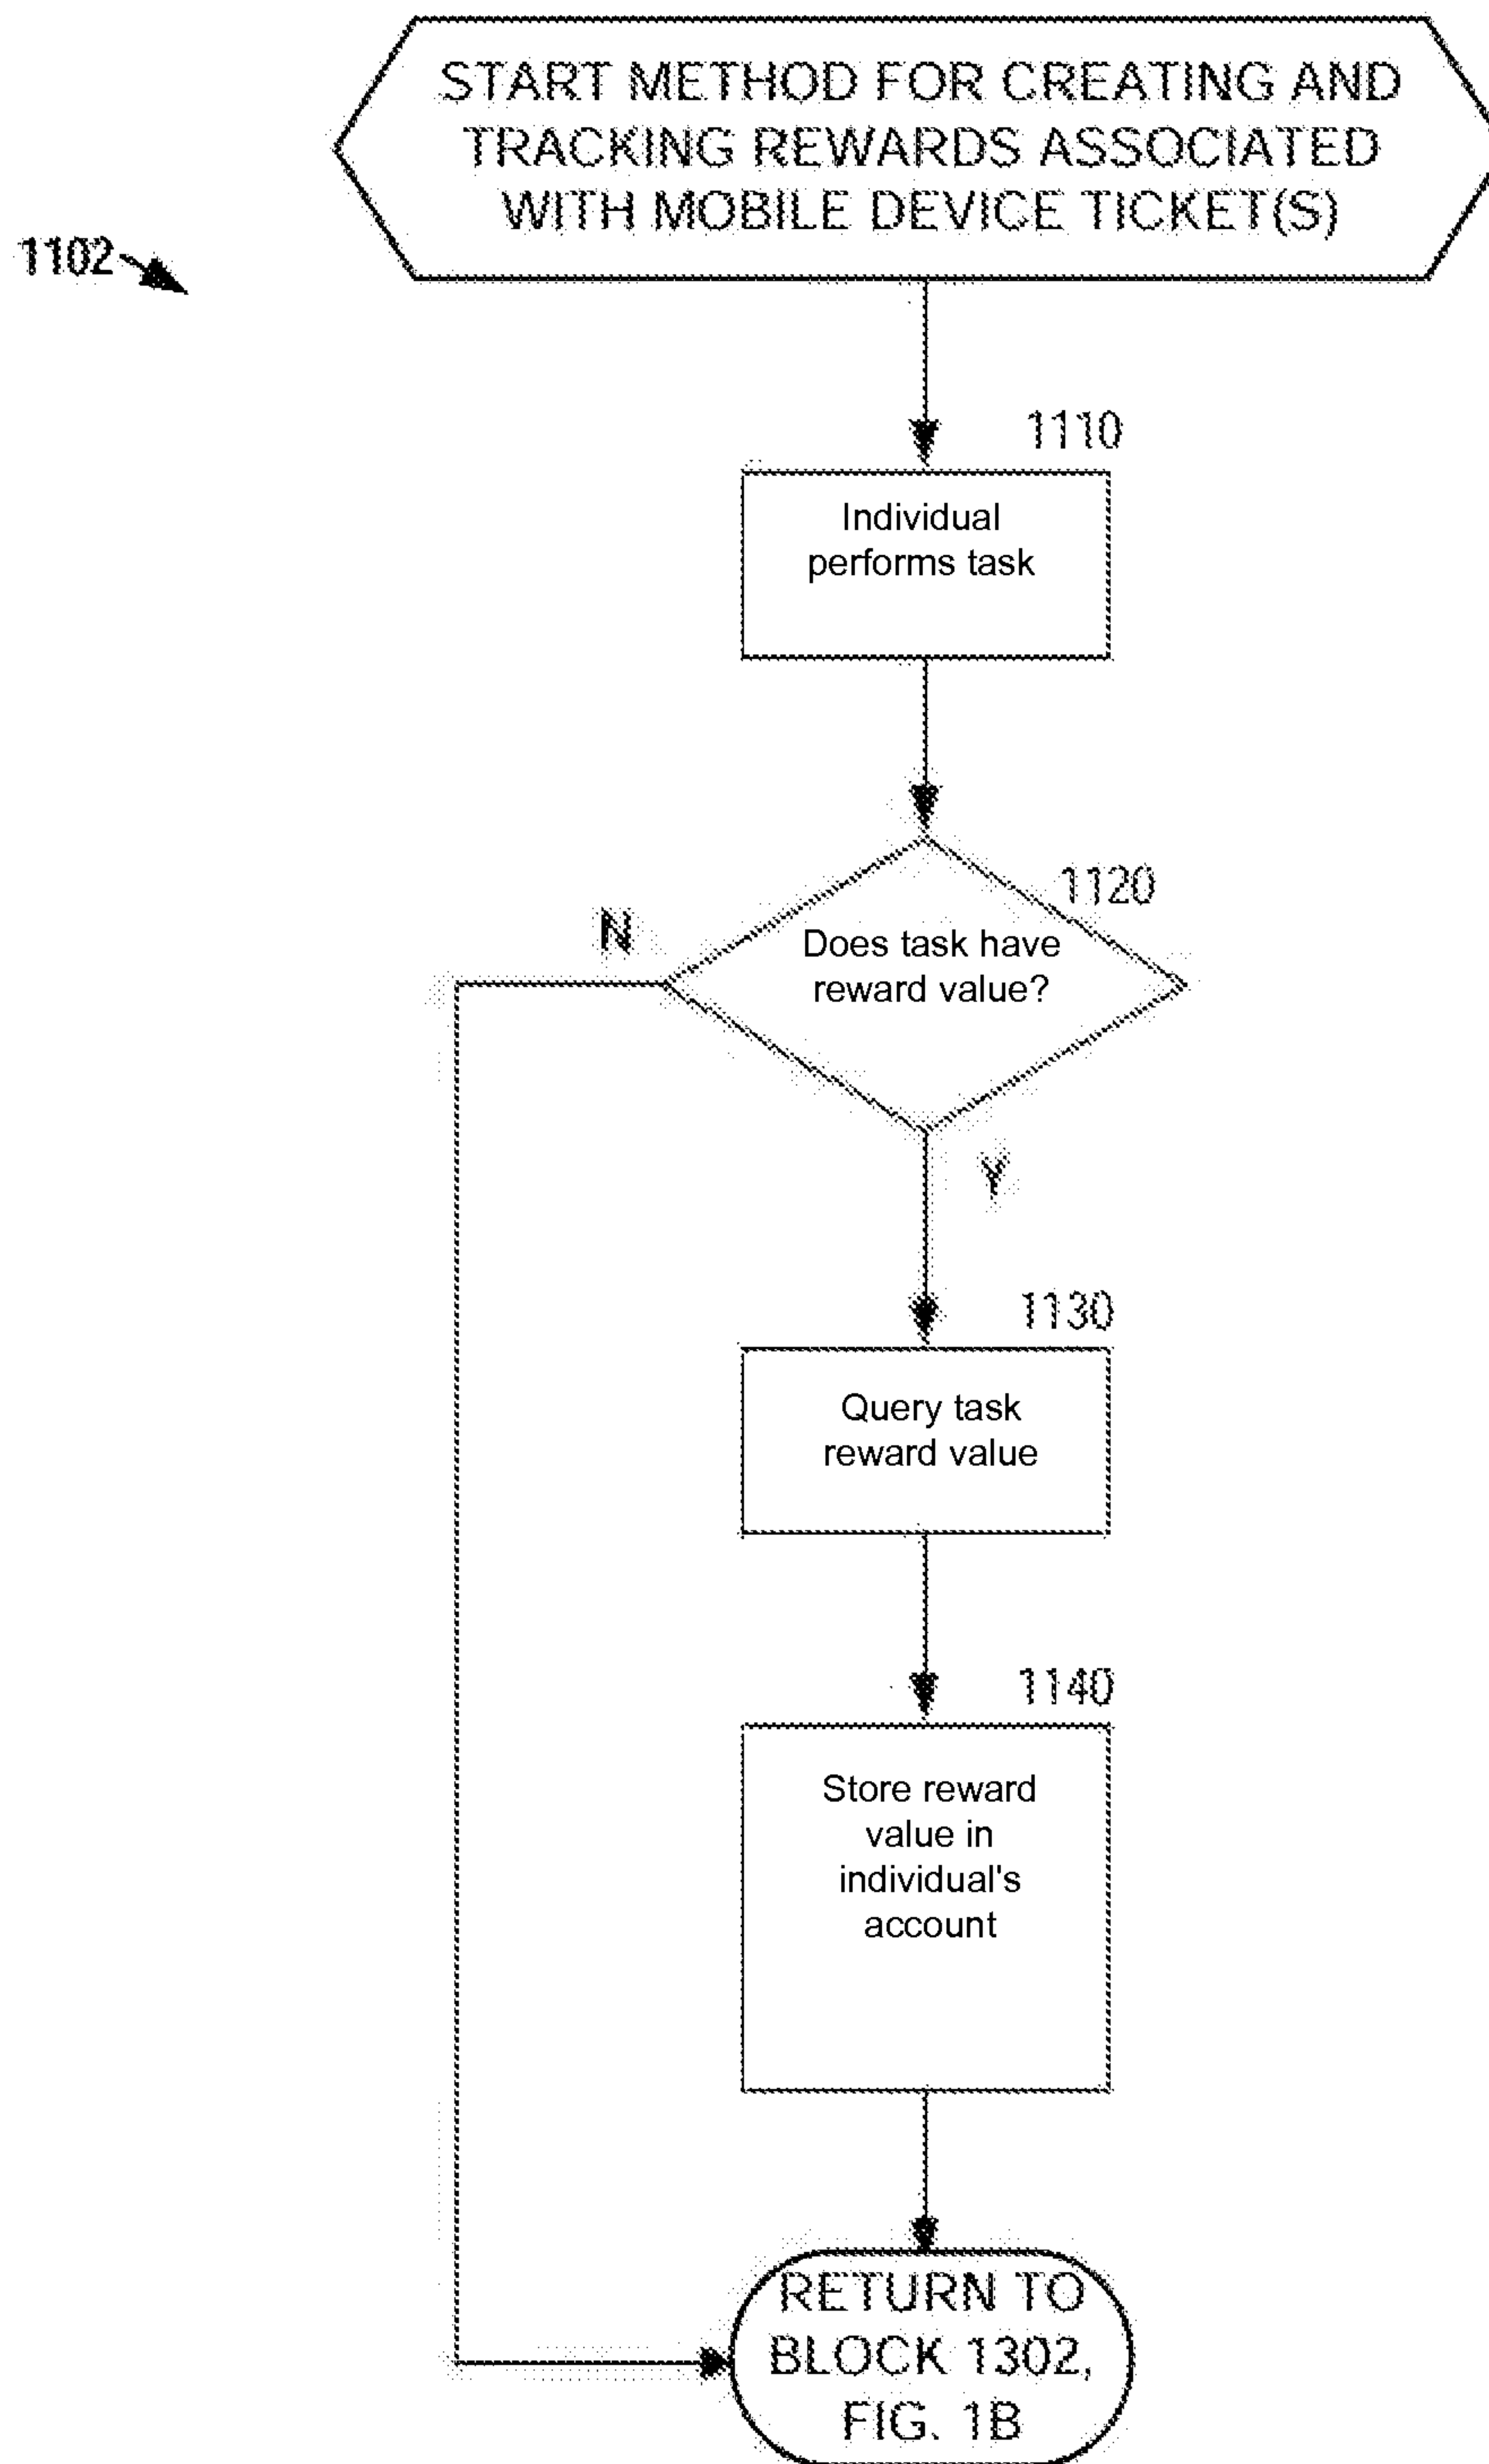 START METHOD FOR CREATING AND
TRACKING REWARDS ASSOCIATED
WITH MOBILE DEVICE TICKET(S)
1102
1110
Individual
performs task
1120
N
Does task have
reward value?
Y
1130
Query task
reward value
1140
Store reward
value in
individual's
account
RETURN TO
BLOCK 1302,
FIG. 1B